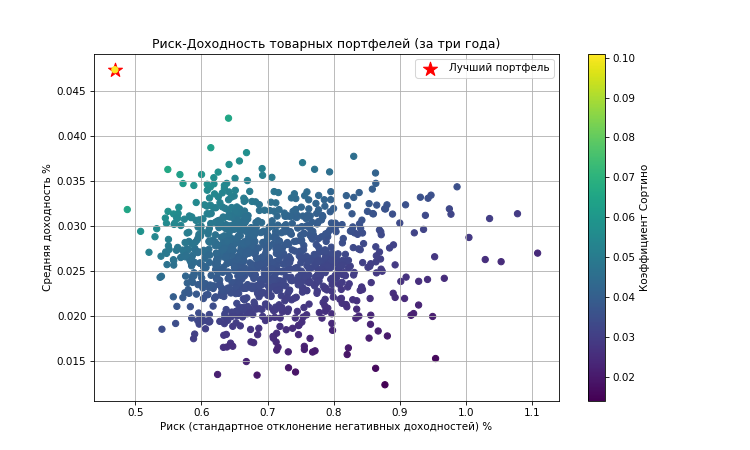 Риск-Доходность товарных портфелей (за три года)
Лучший портфель
Средняя доходность %
0.045
0.040
0.035
0.030
0.025
0.020
0.015
0.5 0.6 0.7 0.8 0.9 1.0 1.1
Риск (стандартное отклонение негативных доходностей) %
0.10
0.09
0.08
0.07
0.06
0.05
0.04
0.03
0.02
Коэффициент Сортино